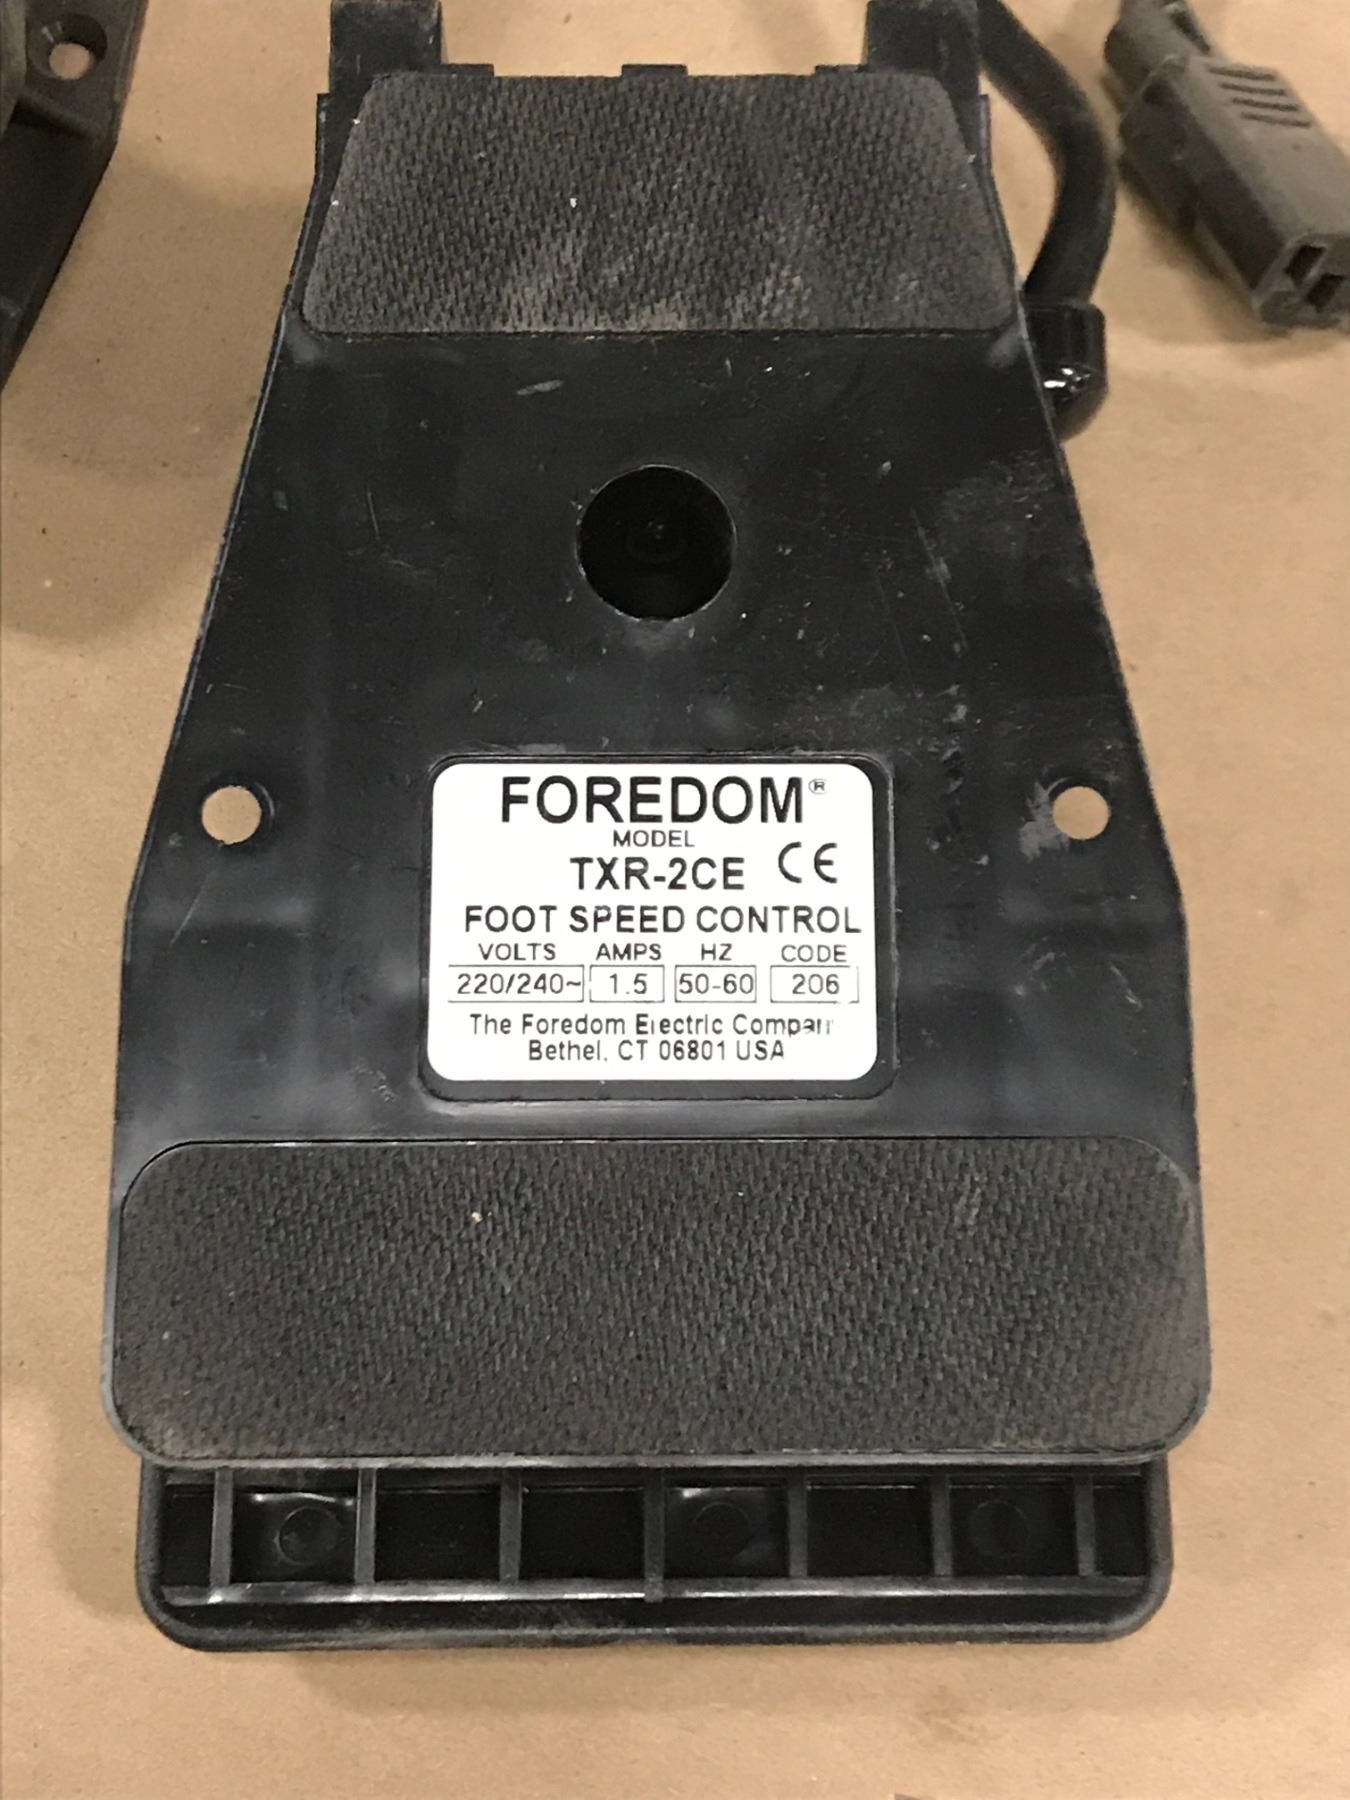 FOREDOM®
MODEL
TXR-2CE CE
FOOT SPEED CONTROL
VOLTS AMPS HZ CODE
220/240~ 1.5 50-60 206
The Foredom Electric Company
Bethel, CT 06801 USA